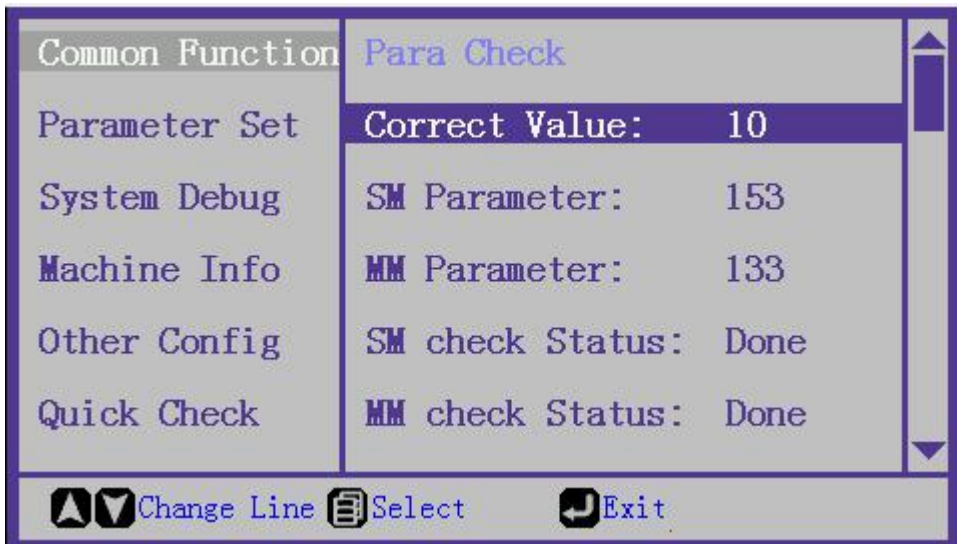 Common Function
Parameter Set
System Debug
Machine Info
Other Config
Quick Check
Para Check
Correct Value: 10
SM Parameter: 153
MM Parameter: 133
SM check Status: Done
MM check Status: Done
Change Line Select Exit